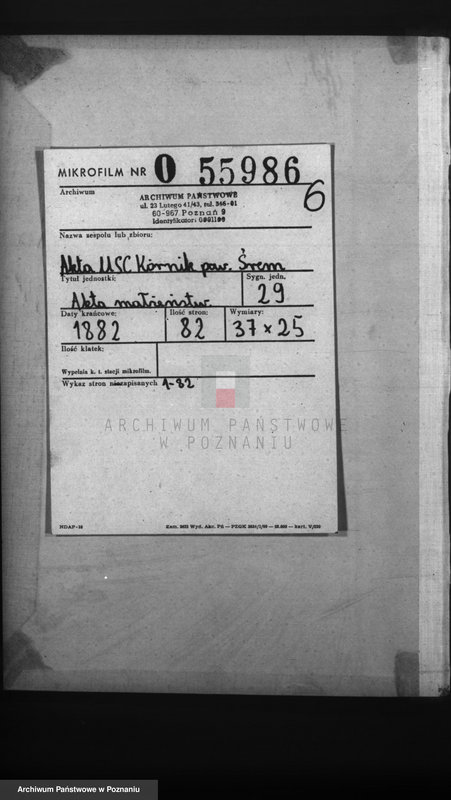 MIKROFILM NR O 55986
6
Archiwum
ARCHIWUM PAŃSTWOWE
ul. 23 Lutego 41/43, tel. 346-01
60-967 Poznań 9
Identyfikator: 0001109
Nazwa zespołu lub zbioru:
Akta USC Kórnik pow. Śrem
Tytuł jednostki:
Sygn. jedn.
Akta małżeństw.
29
Daty krańcowe:
Ilość stron:
Wymiary:
1882
82
37 x 25
Ilość klatek:
Wypełnia k. t. stacji mikrofilm.
Wykaz stron niezapisanych 1-82
ARCHIWUM PAŃSTWOWE
W POZNANIU
NDAP-16
Archiwum Państwowe w Poznaniu